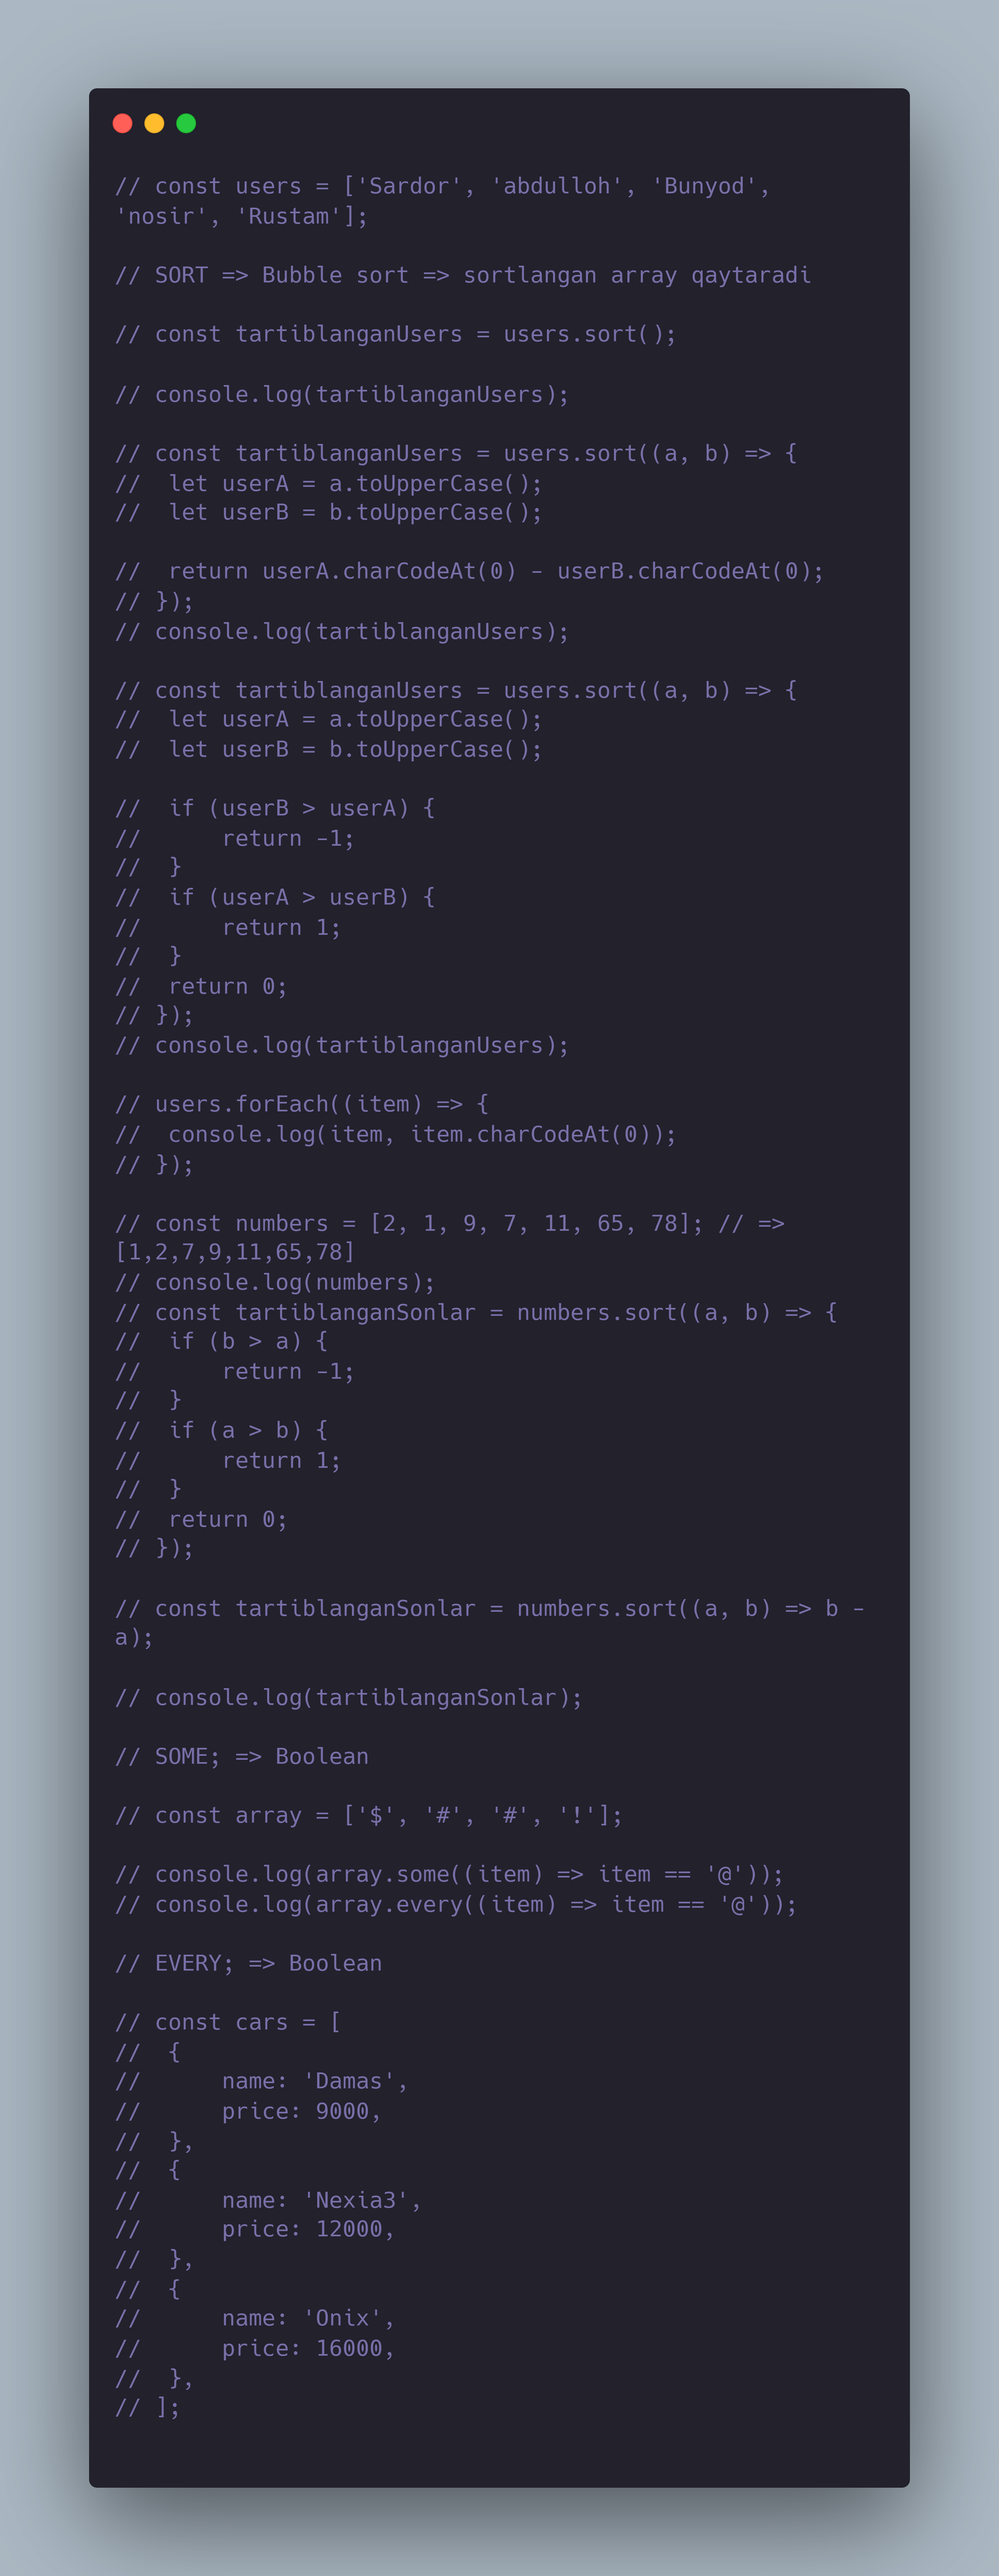 // const users = ['Sardor', 'abdulloh', 'Bunyod',
'nosir', 'Rustam'];
// SORT => Bubble sort => sortlangan array qaytaradi
// const tartiblanganUsers = users.sort();
// console.log(tartiblanganUsers);
// const tartiblanganUsers = users.sort((a, b) => {
//  let userA = a.toUpperCase();
//  let userB = b.toUpperCase();
//  return userA.charCodeAt(0) - userB.charCodeAt(0);
// });
// console.log(tartiblanganUsers);
// const tartiblanganUsers = users.sort((a, b) => {
//  let userA = a.toUpperCase();
//  let userB = b.toUpperCase();
//  if (userB > userA) {
//      return -1;
//  }
//  if (userA > userB) {
//      return 1;
//  }
//  return 0;
// });
// console.log(tartiblanganUsers);
// users.forEach((item) => {
//  console.log(item, item.charCodeAt(0));
// });
// const numbers = [2, 1, 9, 7, 11, 65, 78]; // =>
[1,2,7,9,11,65,78]
// console.log(numbers);
// const tartiblanganSonlar = numbers.sort((a, b) => {
//  if (b > a) {
//      return -1;
//  }
//  if (a > b) {
//      return 1;
//  }
//  return 0;
// });
// const tartiblanganSonlar = numbers.sort((a, b) => b -
a);
// console.log(tartiblanganSonlar);
// SOME; => Boolean
// const array = ['$', '#', '#', '!'];
// console.log(array.some((item) => item == '@'));
// console.log(array.every((item) => item == '@'));
// EVERY; => Boolean
// const cars = [
//  {
//      name: 'Damas',
//      price: 9000,
//  },
//  {
//      name: 'Nexia3',
//      price: 12000,
//  },
//  {
//      name: 'Onix',
//      price: 16000,
//  },
// ];